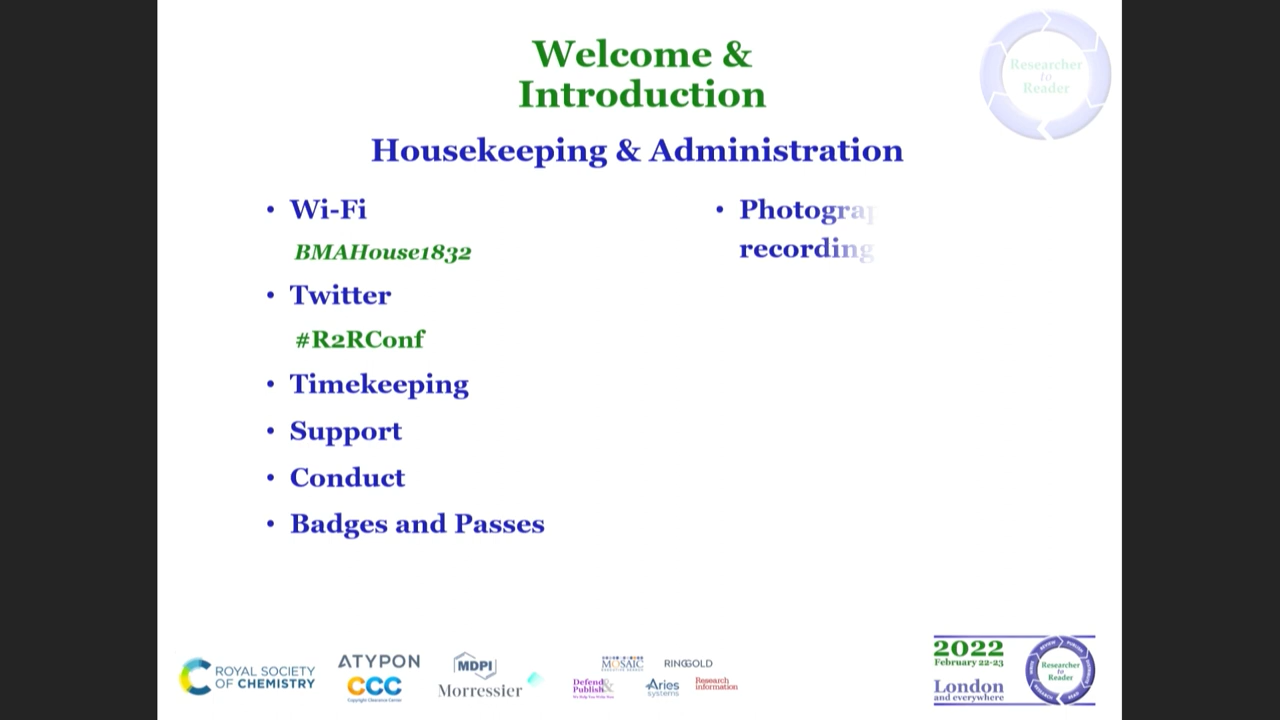 Welcome &
Introduction
Researcher
to
Reader
Housekeeping & Administration
• Wi-Fi
BMAHouse1832
• Twitter
#R2RConf
• Timekeeping
• Support
• Conduct
• Badges and Passes
• Photograp
recording
ROYAL SOCIETY
OF CHEMISTRY
ATYPON
CCC
Copyright Clearance Center
MDPI
Morressier
MOSAIC
RINGGOLD
Defend &
Publish
Aries
systems
Research
Information
2022
February 22-23
London
and everywhere
Researcher
to
Reader